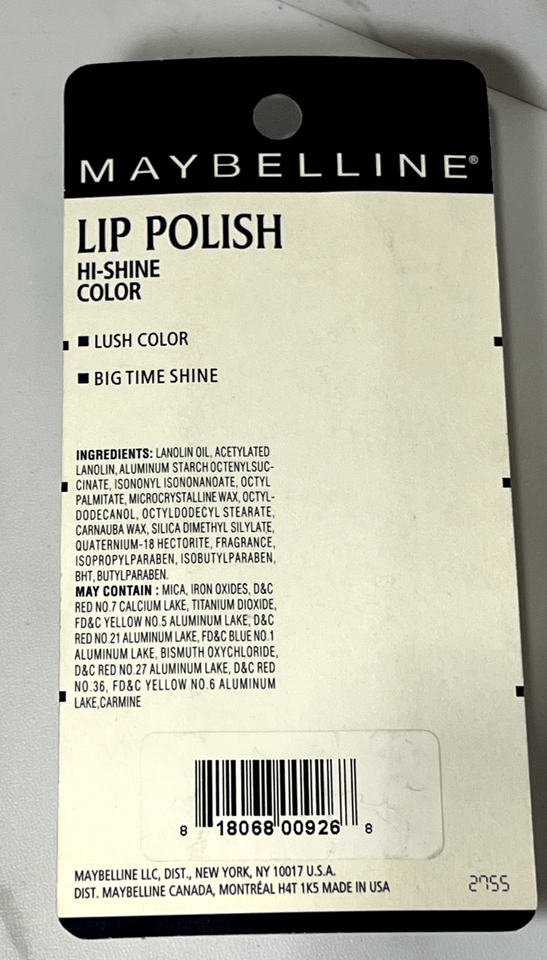 MAYBELLINE®
LIP POLISH
HI-SHINE
COLOR
■ LUSH COLOR
■ BIG TIME SHINE
INGREDIENTS: LANOLIN OIL, ACETYLATED
LANOLIN, ALUMINUM STARCH OCTENYLSUC-
CINATE, ISONONYL ISONONANOATE, OCTYL
PALMITATE, MICROCRYSTALLINE WAX, OCTYL-
DODECANOL, OCTYLDODECYL STEARATE,
CARNAUBA WAX, SILICA DIMETHYL SILYLATE,
QUATERNIUM-18 HECTORITE, FRAGRANCE,
ISOPROPYLPARABEN, ISOBUTYLPARABEN,
BHT, BUTYLPARABEN.
MAY CONTAIN : MICA, IRON OXIDES, D&C
RED NO.7 CALCIUM LAKE, TITANIUM DIOXIDE,
FD&C YELLOW NO.5 ALUMINUM LAKE, D&C
RED NO.21 ALUMINUM LAKE, FD&C BLUE NO.1
ALUMINUM LAKE, BISMUTH OXYCHLORIDE,
D&C RED NO.27 ALUMINUM LAKE, D&C RED
NO.36, FD&C YELLOW NO.6 ALUMINUM
LAKE,CARMINE
8 18068 00926 8
MAYBELLINE LLC, DIST., NEW YORK, NY 10017 U.S.A.
DIST. MAYBELLINE CANADA, MONTRÉAL H4T 1K5 MADE IN USA
2755